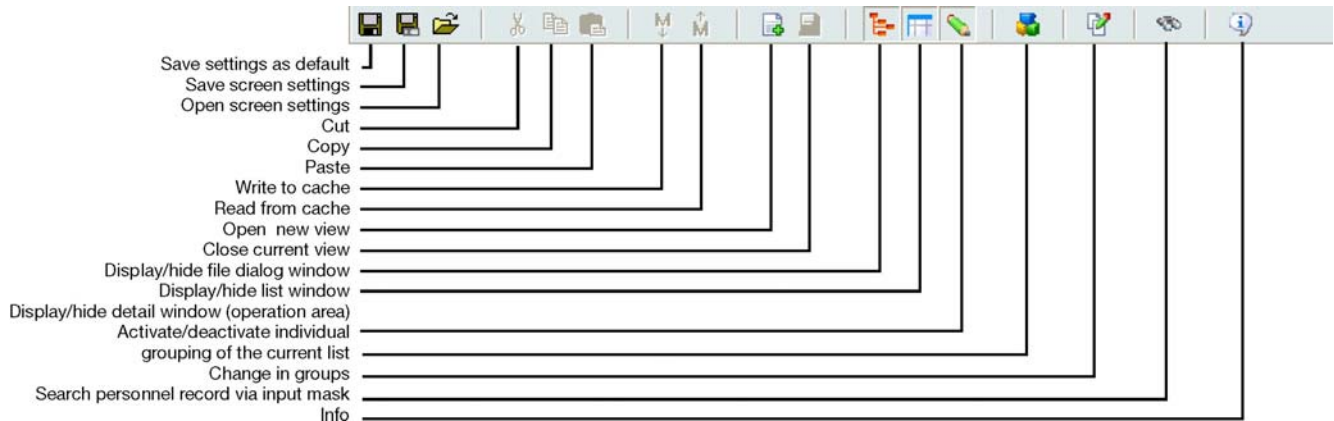 M M
Save settings as default
Save screen settings
Open screen settings
Cut
Copy
Paste
Write to cache
Read from cache
Open new view
Close current view
Display/hide file dialog window
Display/hide list window
Display/hide detail window (operation area)
Activate/deactivate individual
grouping of the current list
Change in groups
Search personnel record via input mask
Info